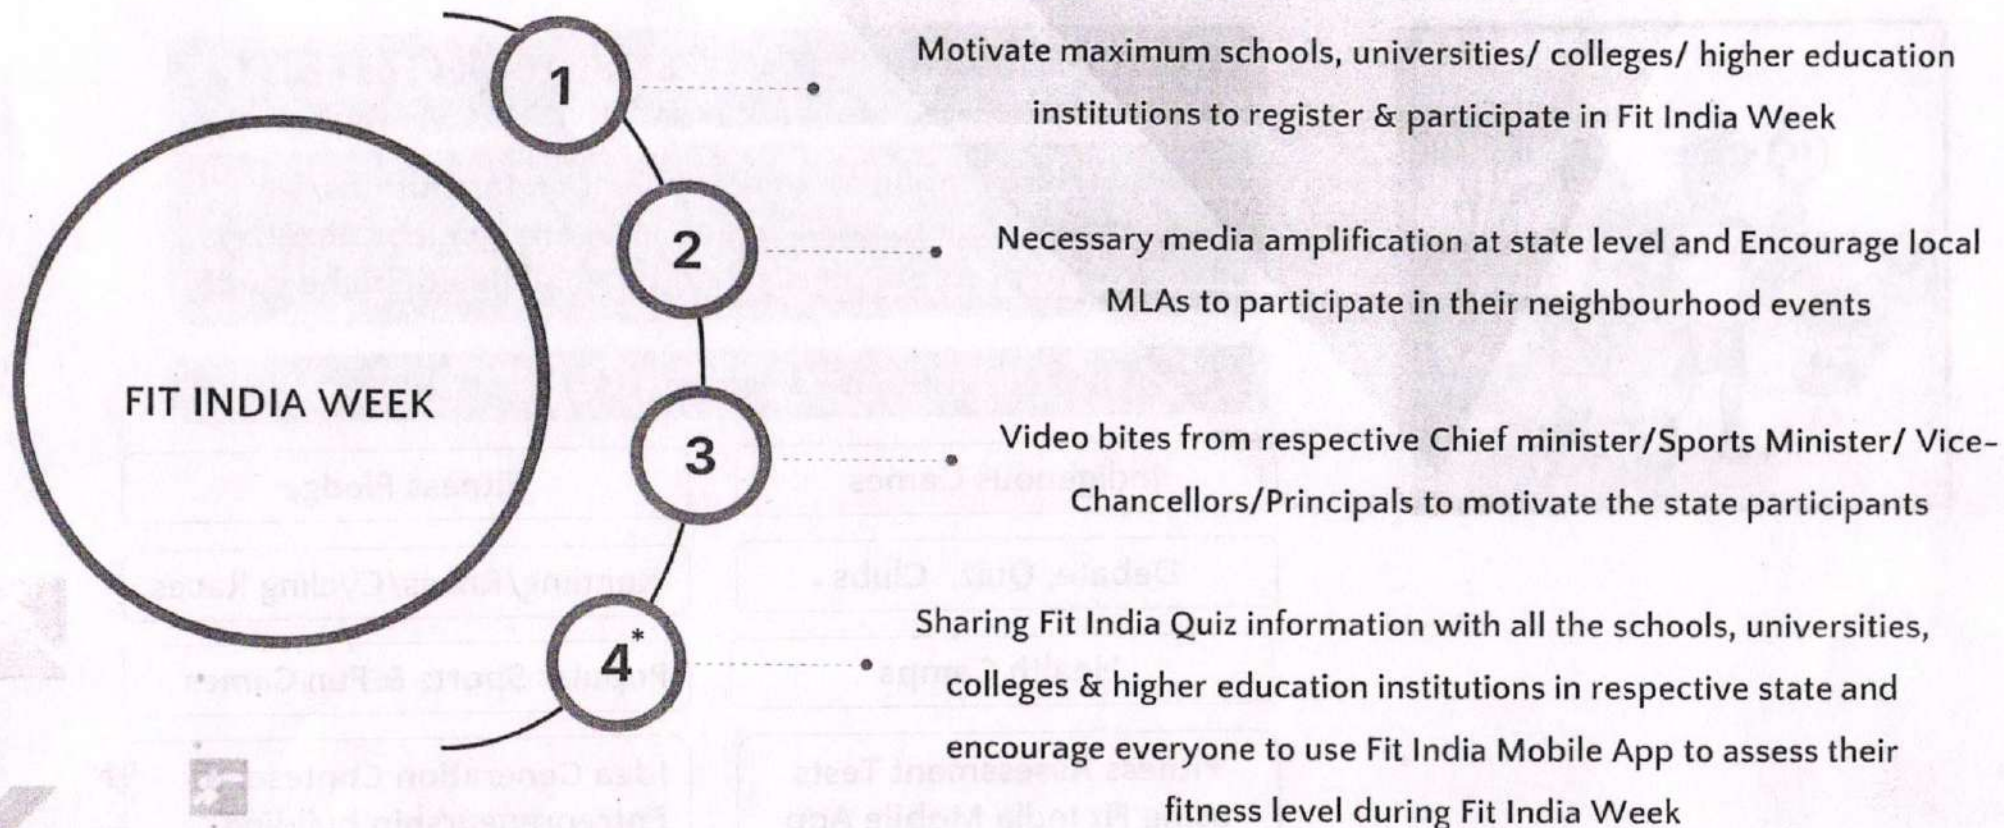 FIT INDIA WEEK
1
Motivate maximum schools, universities/ colleges/ higher education
institutions to register & participate in Fit India Week
2
Necessary media amplification at state level and Encourage local
MLAs to participate in their neighbourhood events
3
Video bites from respective Chief minister/Sports Minister/ Vice-
Chancellors/Principals to motivate the state participants
4*
Sharing Fit India Quiz information with all the schools, universities,
colleges & higher education institutions in respective state and
encourage everyone to use Fit India Mobile App to assess their
fitness level during Fit India Week